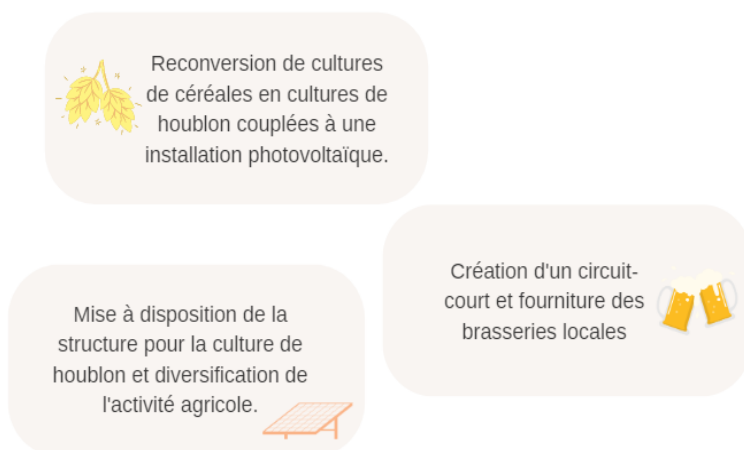 Reconversion de cultures
de céréales en cultures de
houblon couplées à une
installation photovoltaïque.
Création d'un circuit-
court et fourniture des
brasseries locales
Mise à disposition de la
structure pour la culture de
houblon et diversification de
l'activité agricole.